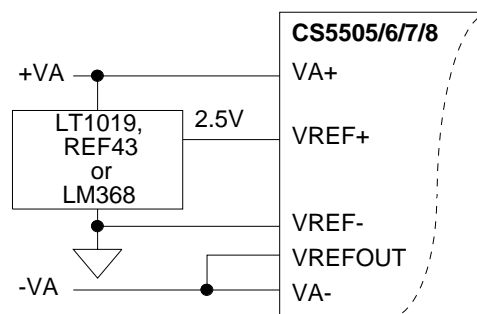 CS5505/6/7/8
+VA
VA+
LT1019,
REF43
or
LM368
2.5V
VREF+
VREF-
VREFOUT
-VA
VA-